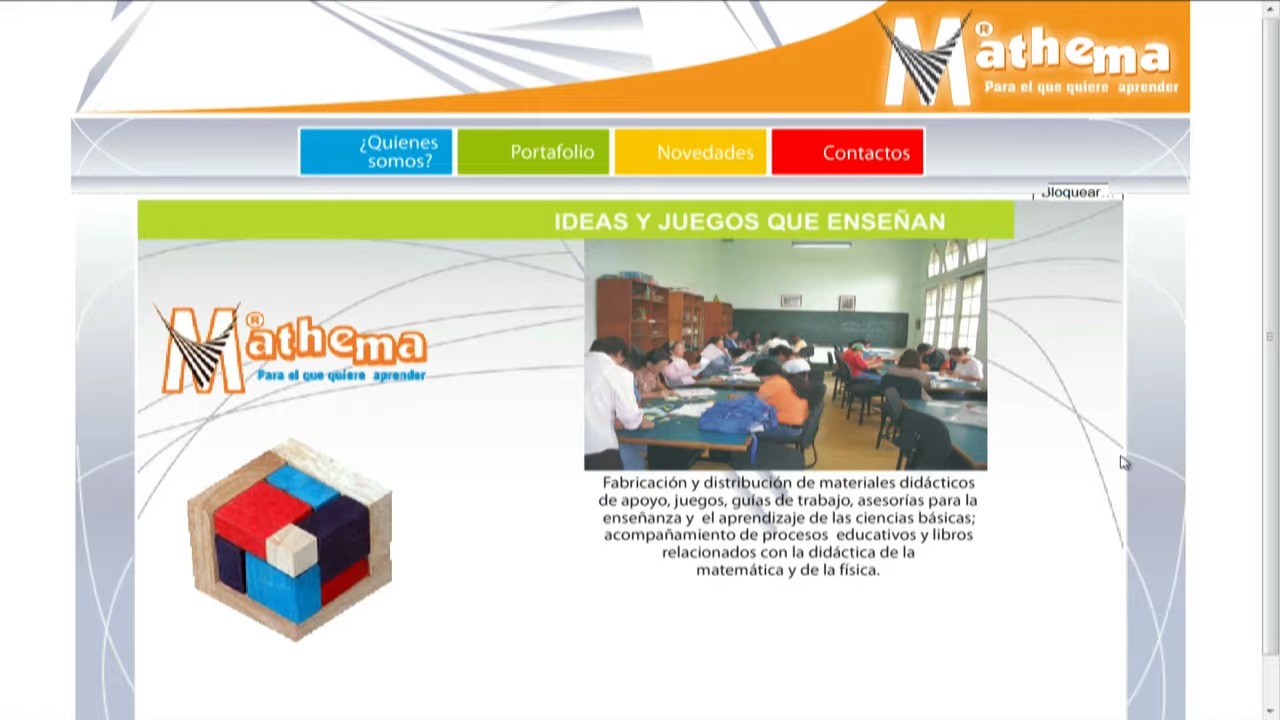 Mathema®
Para el que quiere aprender
¿Quienes
somos?
Portafolio
Novedades
Contactos
Bloquear...
IDEAS Y JUEGOS QUE ENSEÑAN
Mathema®
Para el que quiere aprender
Fabricación y distribución de materiales didácticos
de apoyo, juegos, guías de trabajo, asesorías para la
enseñanza y el aprendizaje de las ciencias básicas;
acompañamiento de procesos educativos y libros
relacionados con la didáctica de la
matemática y de la física.